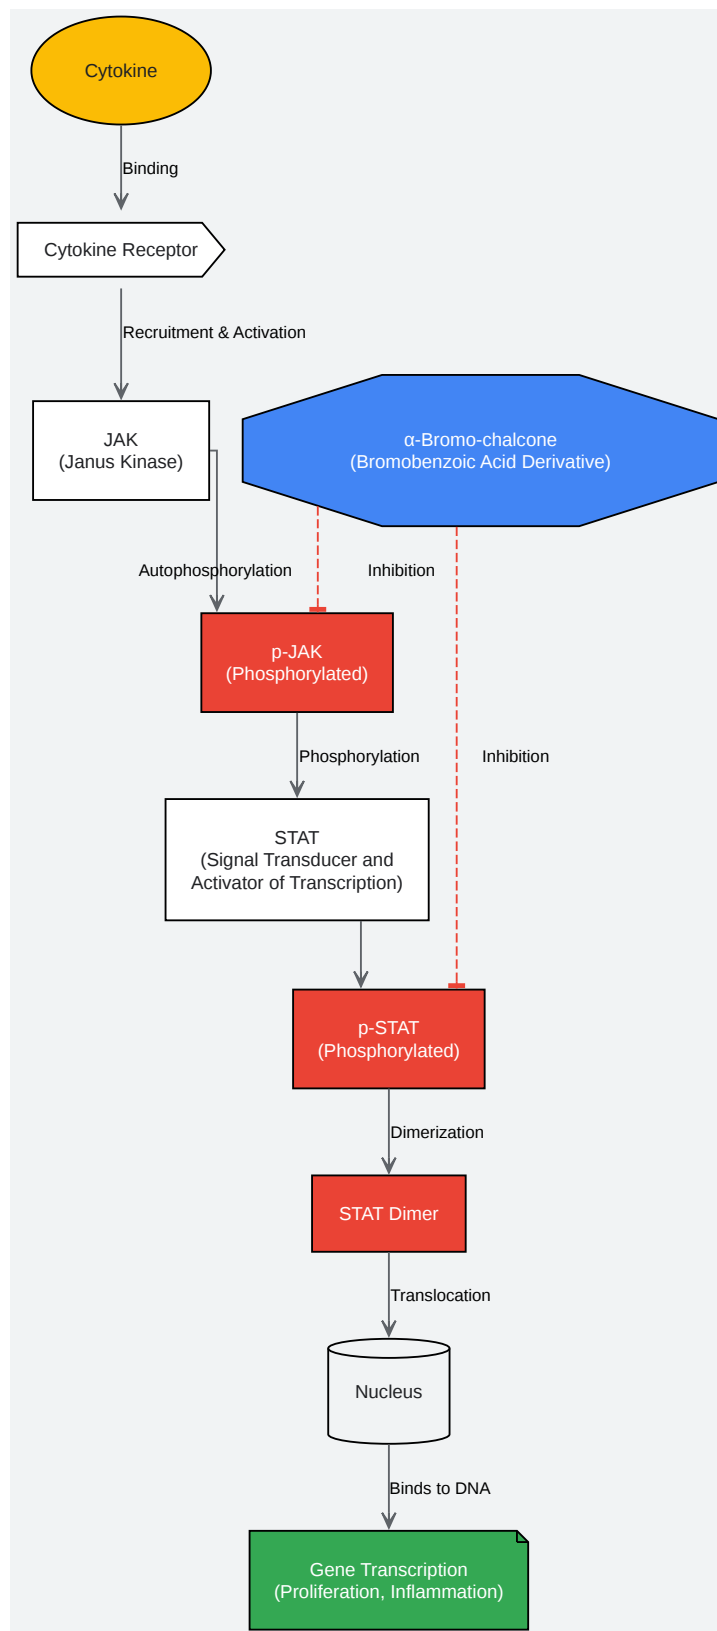 Cytokine
Binding
Cytokine Receptor
Recruitment & Activation
JAK
(Janus Kinase)
α-Bromo-chalcone
(Bromobenzoic Acid Derivative)
Autophosphorylation
Inhibition
p-JAK
(Phosphorylated)
Phosphorylation
Inhibition
STAT
(Signal Transducer and
Activator of Transcription)
p-STAT
(Phosphorylated)
Dimerization
STAT Dimer
Translocation
Nucleus
Binds to DNA
Gene Transcription
(Proliferation, Inflammation)